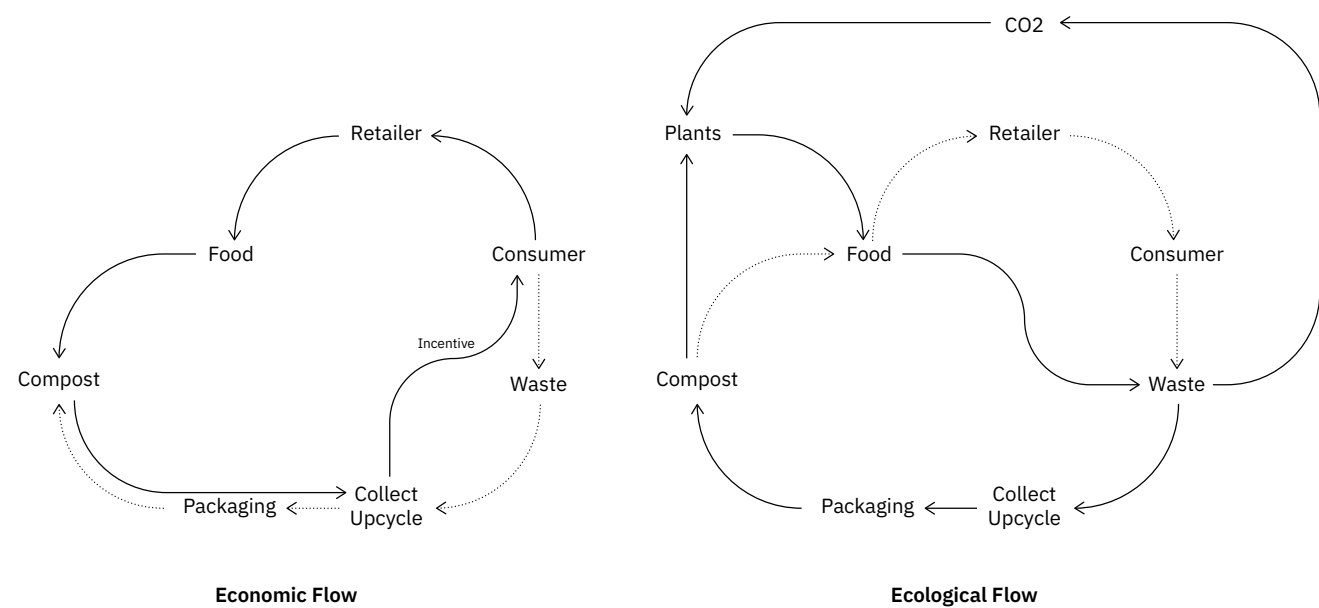 Retailer
Food
Consumer
Incentive
Compost
Waste
Packaging
Collect
Upcycle
Economic Flow
CO2
Plants
Retailer
Food
Consumer
Compost
Waste
Packaging
Collect
Upcycle
Ecological Flow